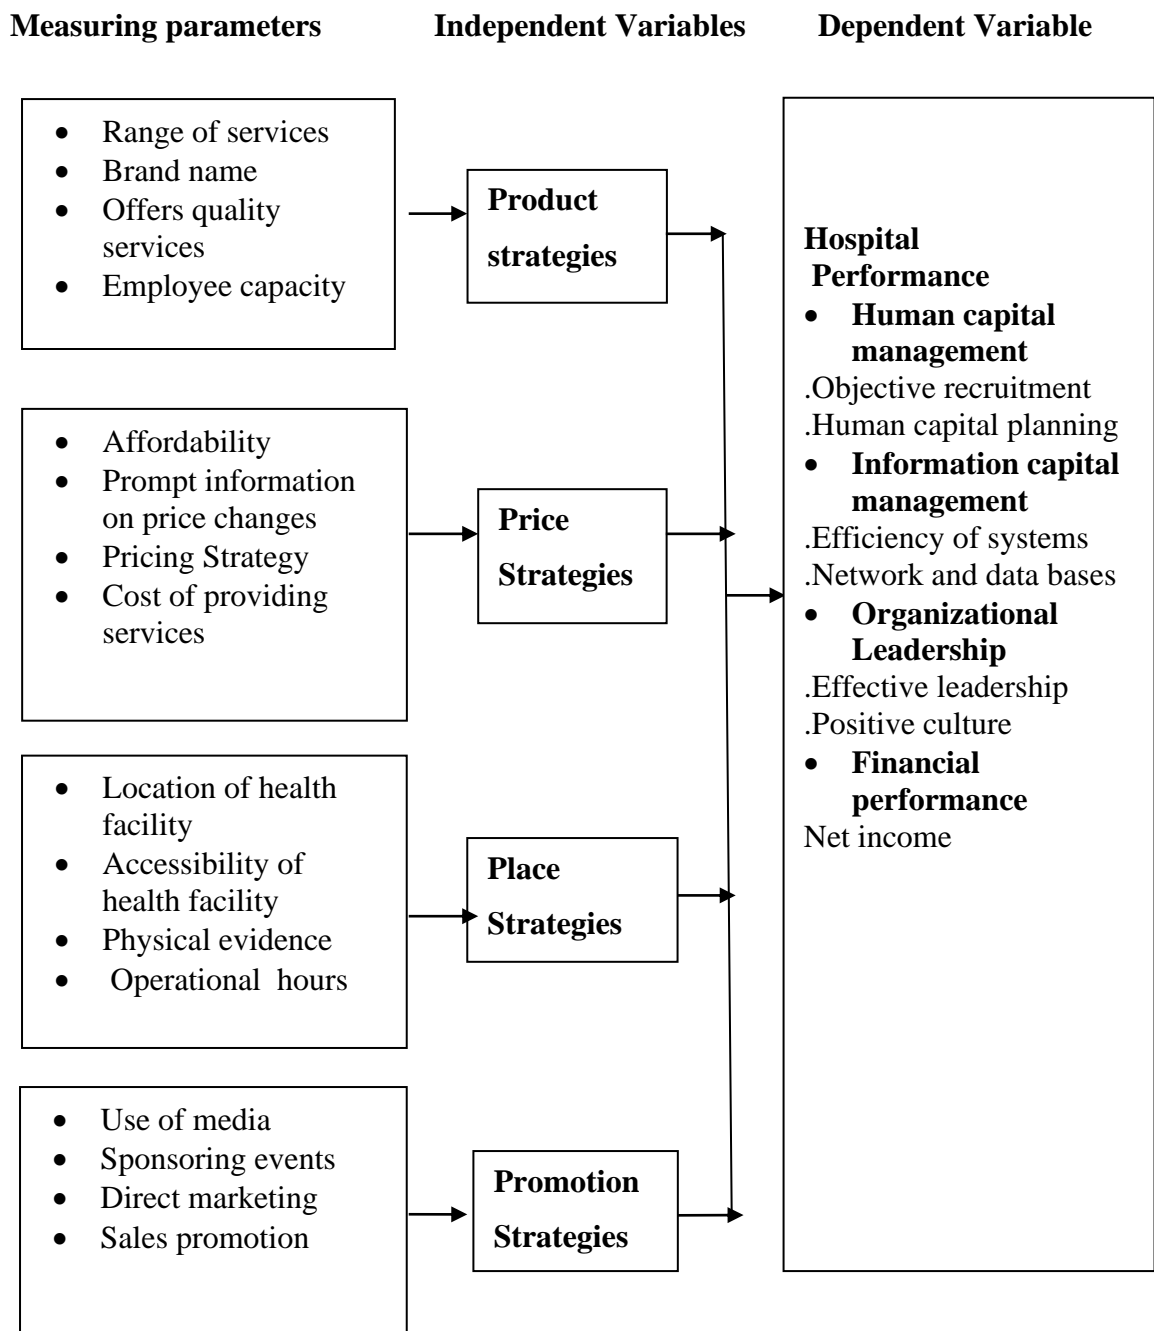 Measuring parameters Independent Variables Dependent Variable
• Range of services
• Brand name
• Offers quality
services
• Employee capacity
Product
strategies
• Affordability
• Prompt information
on price changes
• Pricing Strategy
• Cost of providing
services
Price
Strategies
• Location of health
facility
• Accessibility of
health facility
• Physical evidence
• Operational hours
Place
Strategies
• Use of media
• Sponsoring events
• Direct marketing
• Sales promotion
Promotion
Strategies
Hospital
Performance
• Human capital
management
.Objective recruitment
.Human capital planning
• Information capital
management
.Efficiency of systems
.Network and data bases
• Organizational
Leadership
.Effective leadership
.Positive culture
• Financial
performance
Net income